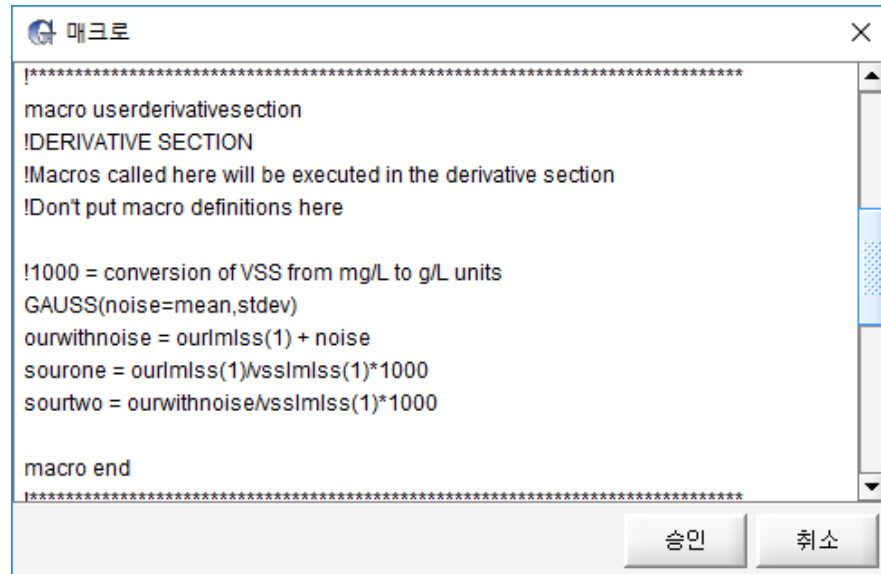 매크로
!********************************************************************************
macro userderivativesection
!DERIVATIVE SECTION
!Macros called here will be executed in the derivative section
!Don't put macro definitions here
!1000 = conversion of VSS from mg/L to g/L units
GAUSS(noise=mean,stdev)
ourwithnoise = ourlmlss(1) + noise
sourone = ourlmlss(1)/vsslmlss(1)*1000
sourtwo = ourwithnoise/vsslmlss(1)*1000
macro end
!********************************************************************************
승인 취소